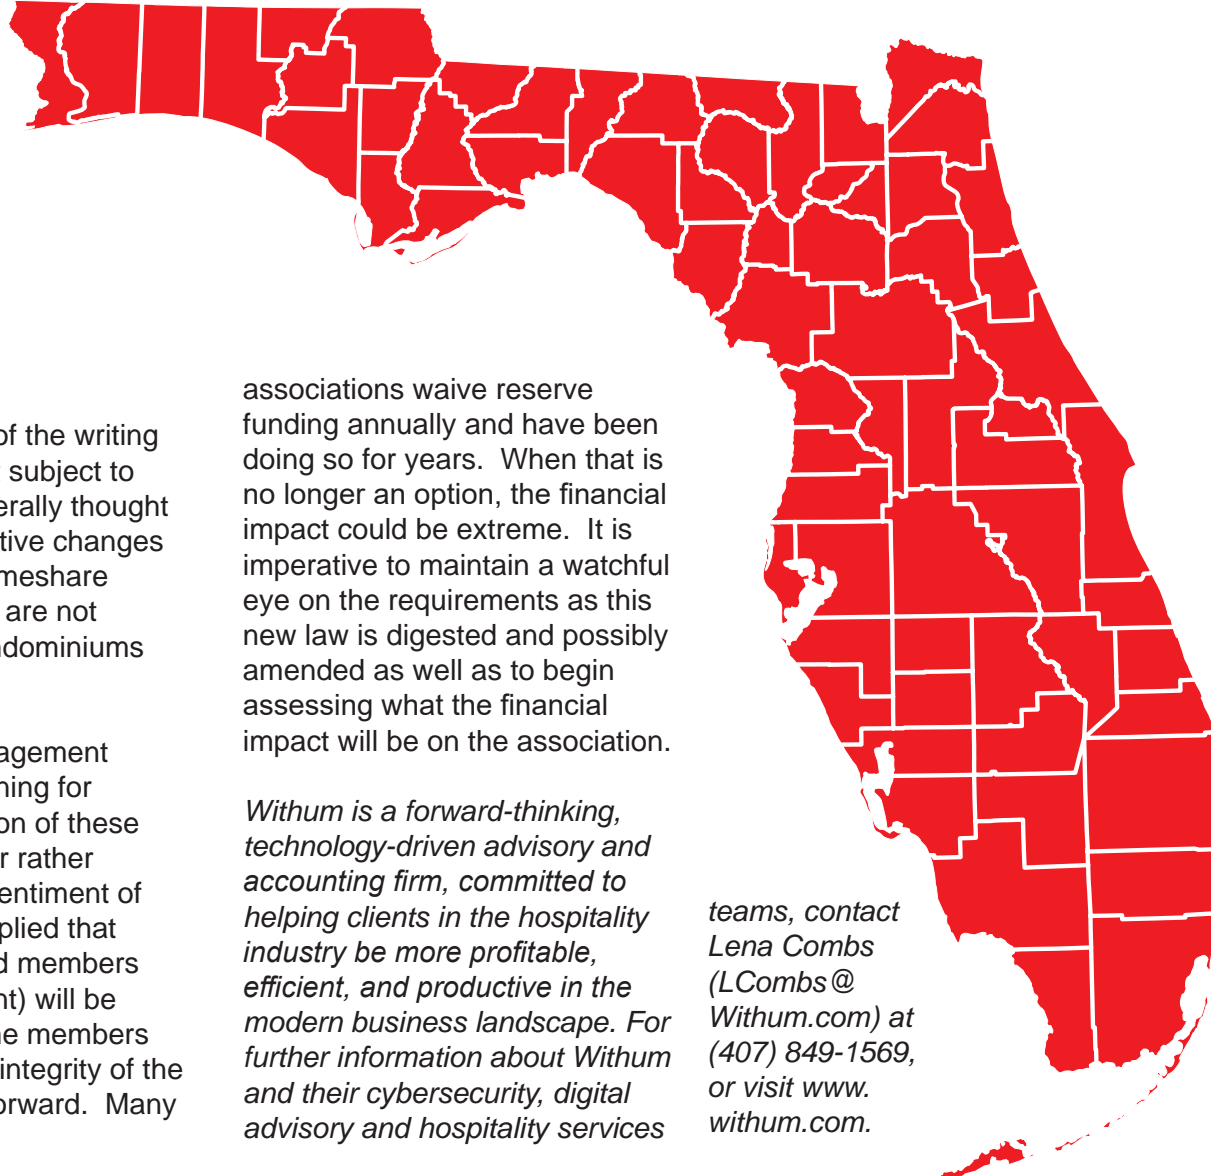 of the writing
subject to
erally thought
tive changes
meshare
are not
ndominiums
agement
ning for
on of these
r rather
entiment of
plied that
d members
nt) will be
ne members
integrity of the
orward.  Many
associations waive reserve
funding annually and have been
doing so for years.  When that is
no longer an option, the financial
impact could be extreme.  It is
imperative to maintain a watchful
eye on the requirements as this
new law is digested and possibly
amended as well as to begin
assessing what the financial
impact will be on the association.
Withum is a forward-thinking,
technology-driven advisory and
accounting firm, committed to
helping clients in the hospitality
industry be more profitable,
efficient, and productive in the
modern business landscape. For
further information about Withum
and their cybersecurity, digital
advisory and hospitality services
teams, contact
Lena Combs
(LCombs@
Withum.com) at
(407) 849-1569,
or visit www.
withum.com.